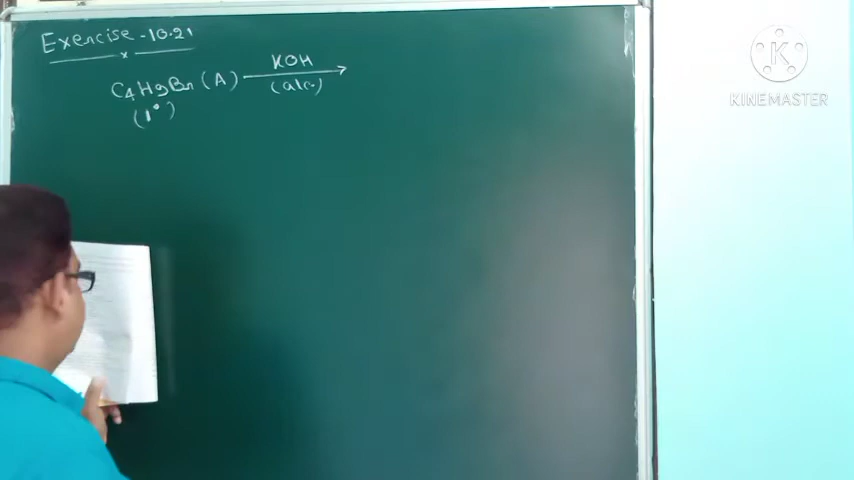 Exercise - 10.21
C4H9Br (A) KOH
(alc.)
(1°)
K
KINEMASTER